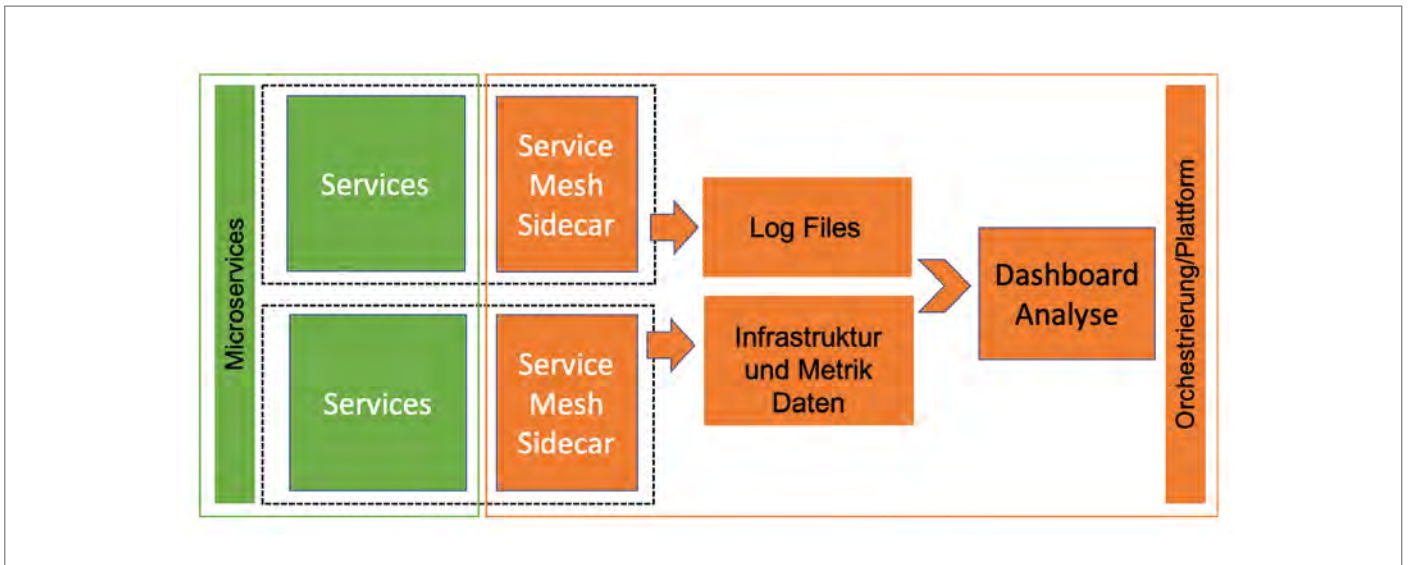 Microservices
Services
Service
Mesh
Sidecar
Services
Service
Mesh
Sidecar
Log Files
Infrastruktur
und Metrik
Daten
Dashboard
Analyse
Orchestrierung/Plattform